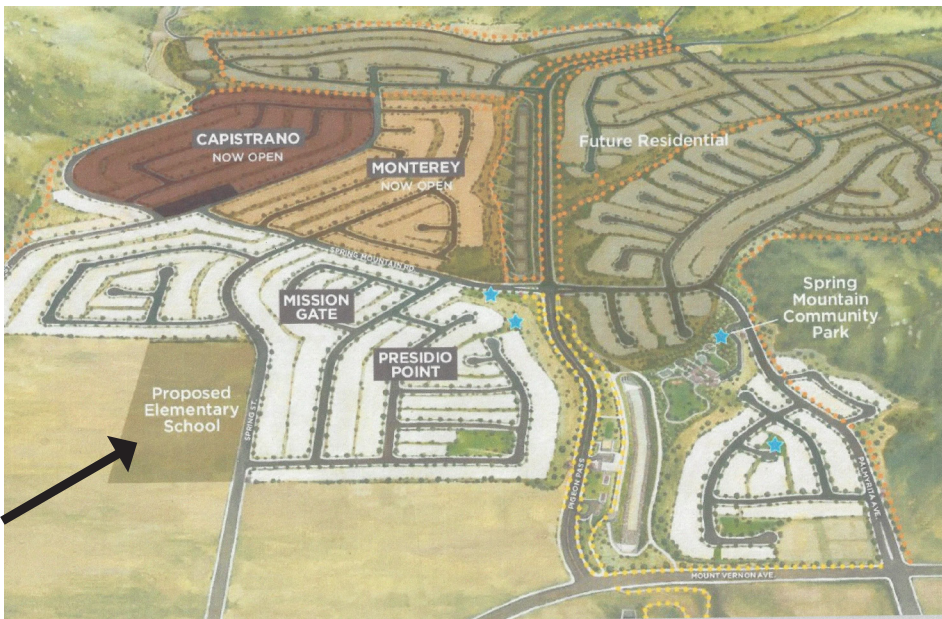 CAPISTRANO
NOW OPEN
MONTEREY
NOW OPEN
Future Residential
SPRING MOUNTAIN RD.
MISSION
GATE
PRESIDIO
POINT
Spring
Mountain
Community
Park
Proposed
Elementary
School
SPRING ST.
PIGEON PASS
PALMYRITA AVE.
MOUNT VERNON AVE.